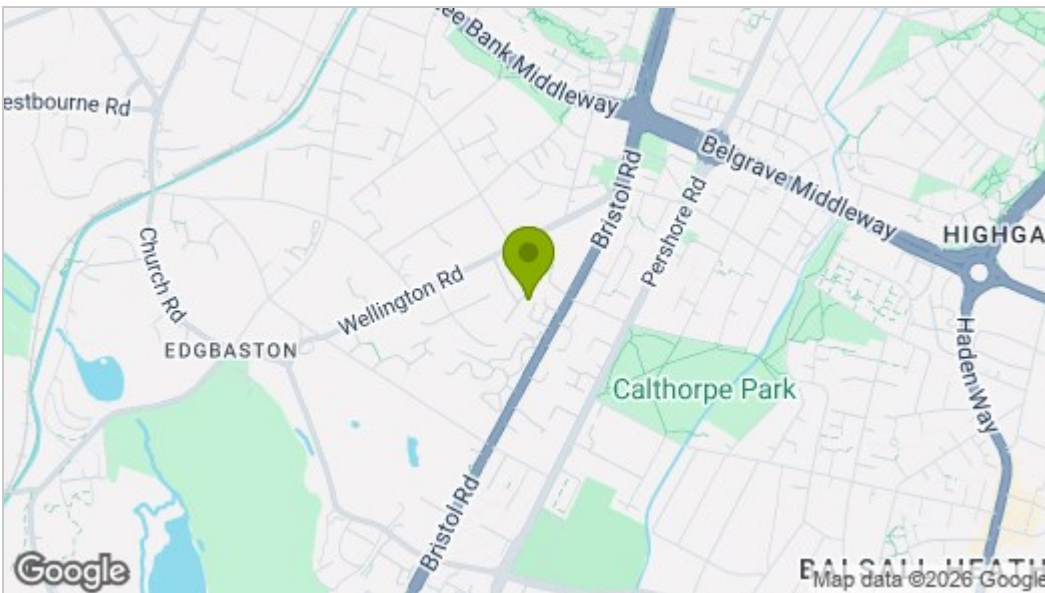 ee Bank Middleway
estbourne Rd
Belgrave Middleway
Bristol Rd
Pershore Rd
HIGHGA
Church Rd
Wellington Rd
EDGBASTON
Haden Way
Calthorpe Park
Bristol Rd
BALSALL HEATH
Google
Map data ©2026 Google